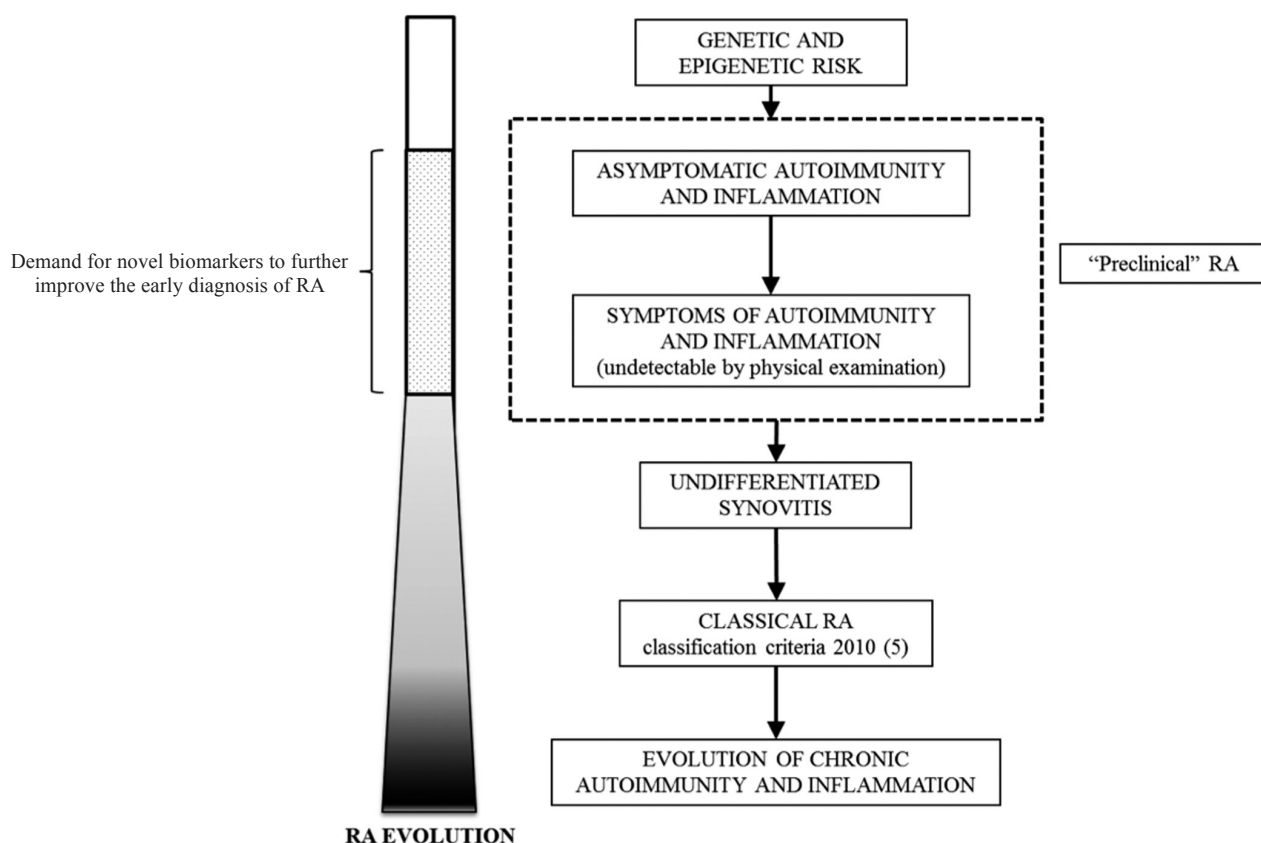 GENETIC AND
EPIGENETIC RISK
ASYMPTOMATIC AUTOIMMUNITY
AND INFLAMMATION
Demand for novel biomarkers to further
improve the early diagnosis of RA
“Preclinical” RA
SYMPTOMS OF AUTOIMMUNITY
AND INFLAMMATION
(undetectable by physical examination)
UNDIFFERENTIATED
SYNOVITIS
CLASSICAL RA
classification criteria 2010 (5)
EVOLUTION OF CHRONIC
AUTOIMMUNITY AND INFLAMMATION
RA EVOLUTION